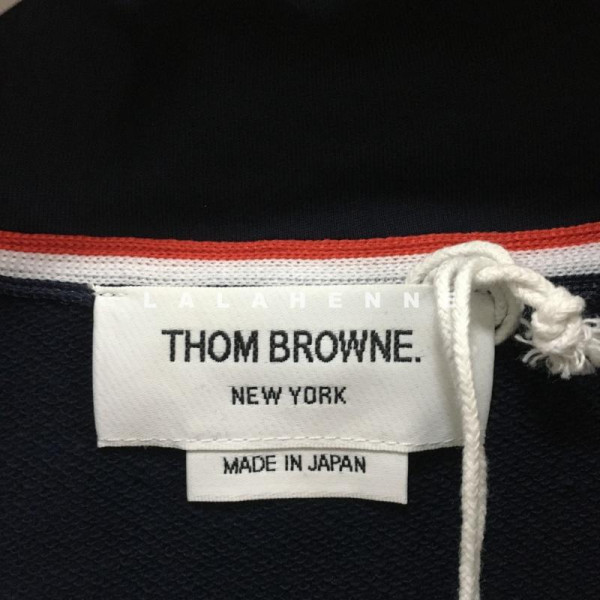 LALAHENNE
THOM BROWNE.
NEW YORK
MADE IN JAPAN